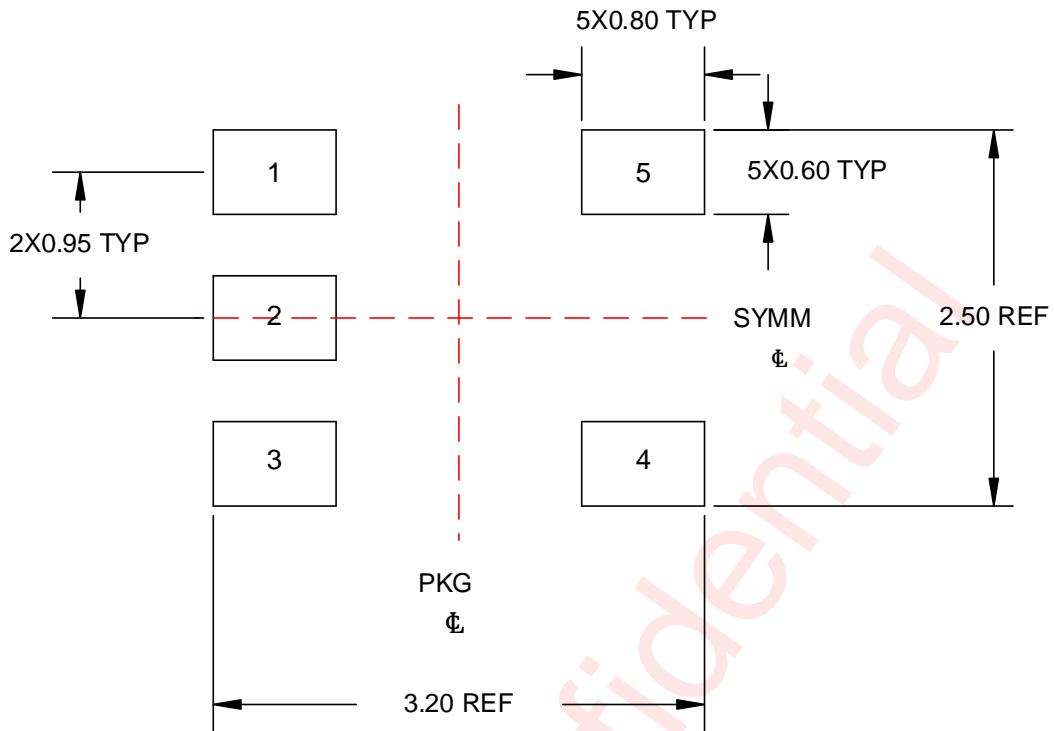 5X0.80 TYP
1
5
5X0.60 TYP
2X0.95 TYP
2
SYMM
℄
2.50 REF
3
4
PKG
℄
3.20 REF
fidential